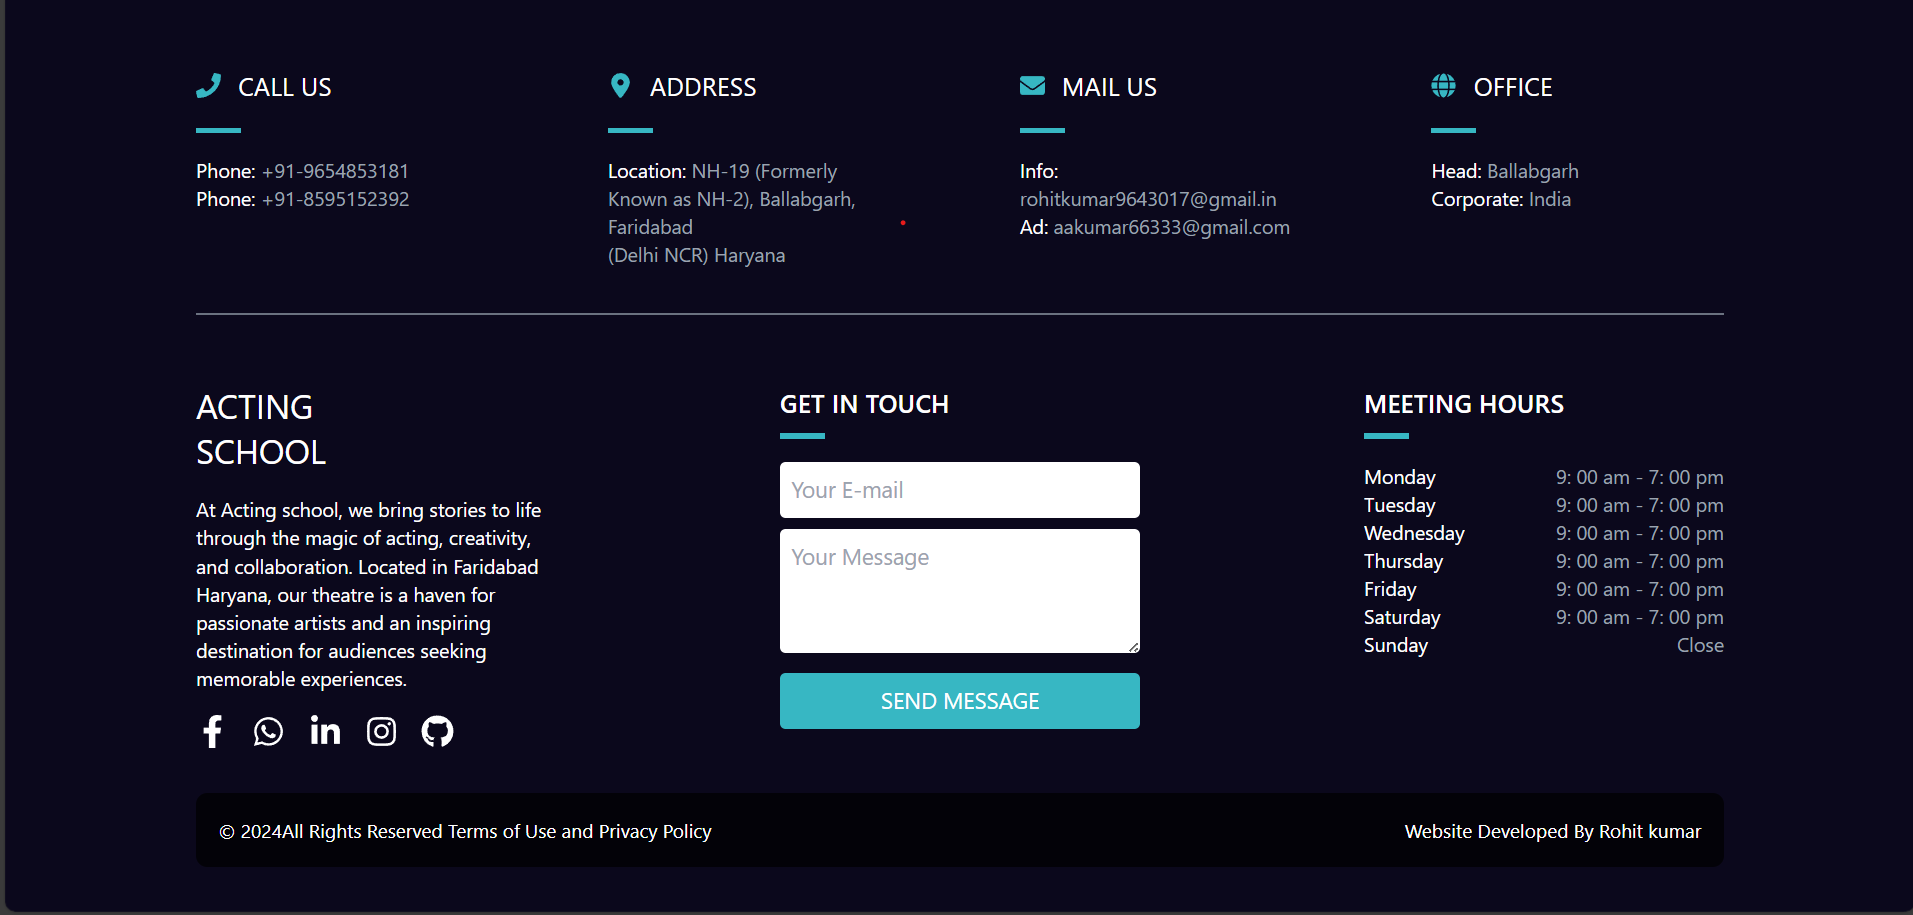 CALL US
Phone: +91-9654853181
Phone: +91-8595152392
ADDRESS
Location: NH-19 (Formerly
Known as NH-2), Ballabgarh,
Faridabad
(Delhi NCR) Haryana
MAIL US
Info:
rohitkumar9643017@gmail.in
Ad: aakumar66333@gmail.com
OFFICE
Head: Ballabgarh
Corporate: India
ACTING
SCHOOL
At Acting school, we bring stories to life
through the magic of acting, creativity,
and collaboration. Located in Faridabad
Haryana, our theatre is a haven for
passionate artists and an inspiring
destination for audiences seeking
memorable experiences.
GET IN TOUCH
Your E-mail
Your Message
SEND MESSAGE
MEETING HOURS
Monday 9: 00 am - 7: 00 pm
Tuesday 9: 00 am - 7: 00 pm
Wednesday 9: 00 am - 7: 00 pm
Thursday 9: 00 am - 7: 00 pm
Friday 9: 00 am - 7: 00 pm
Saturday 9: 00 am - 7: 00 pm
Sunday Close
© 2024All Rights Reserved Terms of Use and Privacy Policy
Website Developed By Rohit kumar